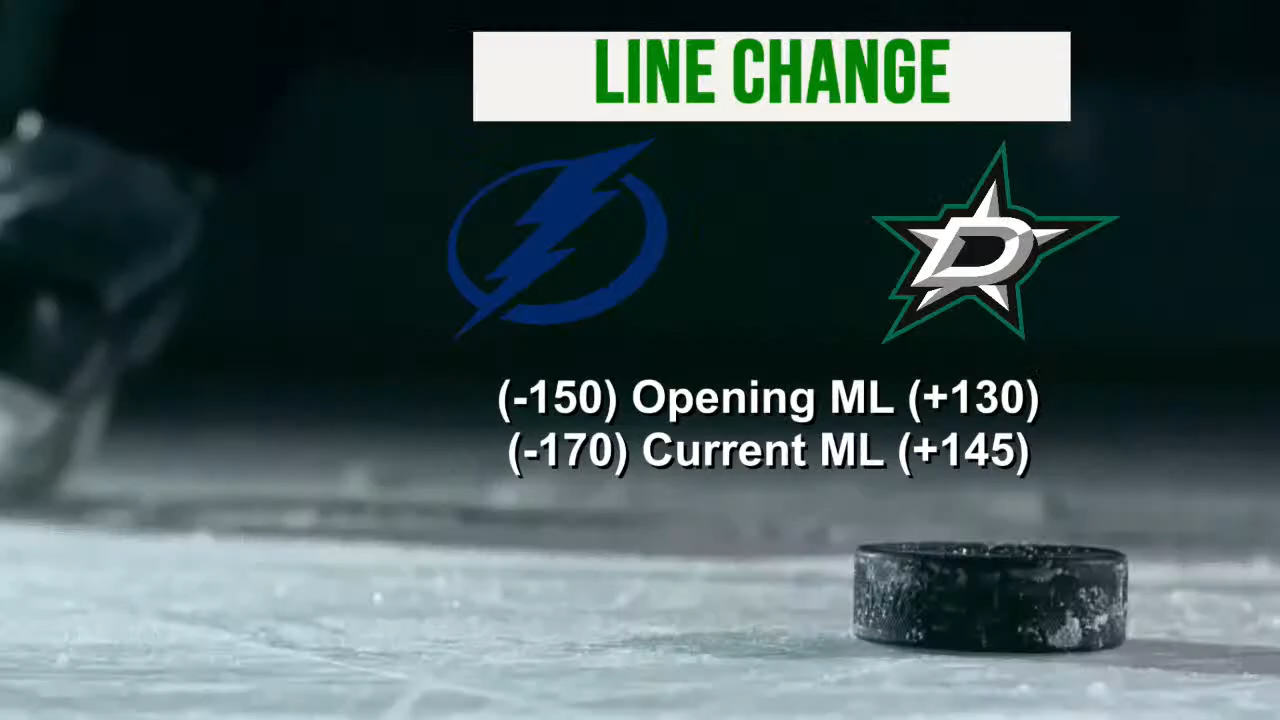 LINE CHANGE
D
(-150) Opening ML (+130)
(-170) Current ML (+145)